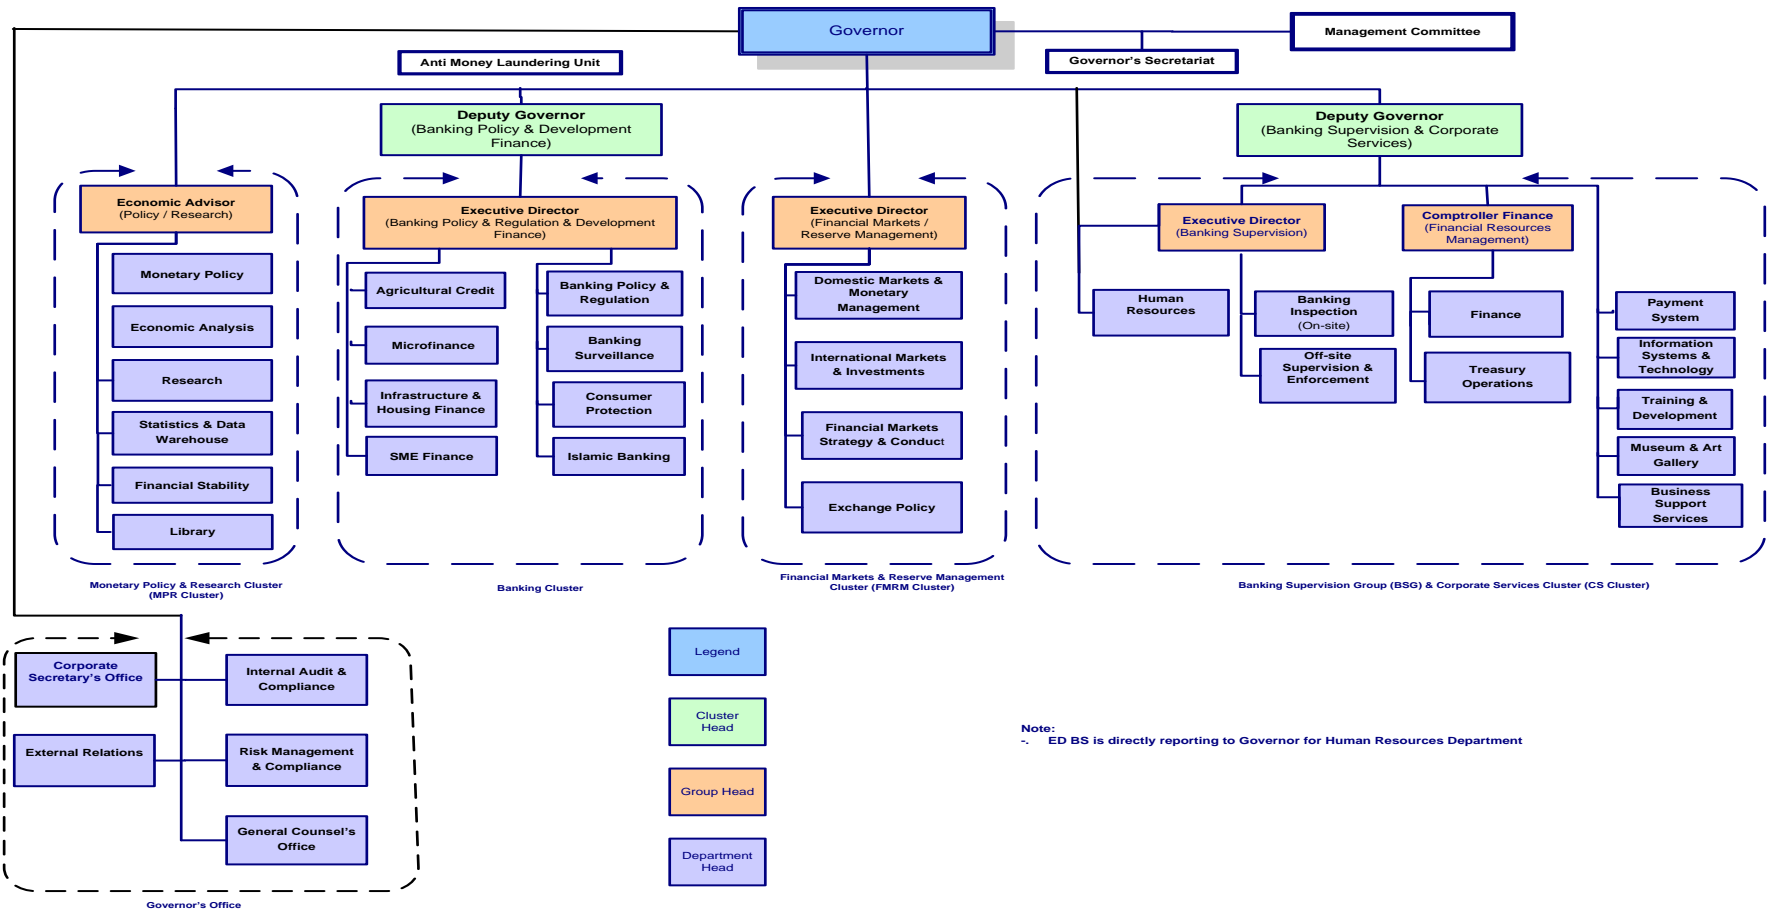 Governor
Management Committee
Anti Money Laundering Unit
Governor's Secretariat
Deputy Governor
(Banking Policy & Development
Finance)
Deputy Governor
(Banking Supervision & Corporate
Services)
Economic Advisor
(Policy / Research)
Executive Director
(Banking Policy & Regulation & Development
Finance)
Executive Director
(Financial Markets /
Reserve Management)
Executive Director
(Banking Supervision)
Comptroller Finance
(Financial Resources
Management)
Monetary Policy
Economic Analysis
Research
Statistics & Data
Warehouse
Financial Stability
Library
Agricultural Credit
Microfinance
Infrastructure &
Housing Finance
SME Finance
Banking Policy &
Regulation
Banking
Surveillance
Consumer
Protection
Islamic Banking
Domestic Markets &
Monetary
Management
International Markets
& Investments
Financial Markets
Strategy & Conduct
Exchange Policy
Human
Resources
Banking
Inspection
(On-site)
Off-site
Supervision &
Enforcement
Finance
Treasury
Operations
Payment
System
Information
Systems &
Technology
Training &
Development
Museum & Art
Gallery
Business
Support
Services
Monetary Policy & Research Cluster
(MPR Cluster)
Banking Cluster
Financial Markets & Reserve Management
Cluster (FMRM Cluster)
Banking Supervision Group (BSG) & Corporate Services Cluster (CS Cluster)
Corporate
Secretary's Office
Internal Audit &
Compliance
External Relations
Risk Management
& Compliance
General Counsel's
Office
Governor's Office
Legend
Cluster
Head
Group Head
Department
Head
Note:
-. ED BS is directly reporting to Governor for Human Resources Department